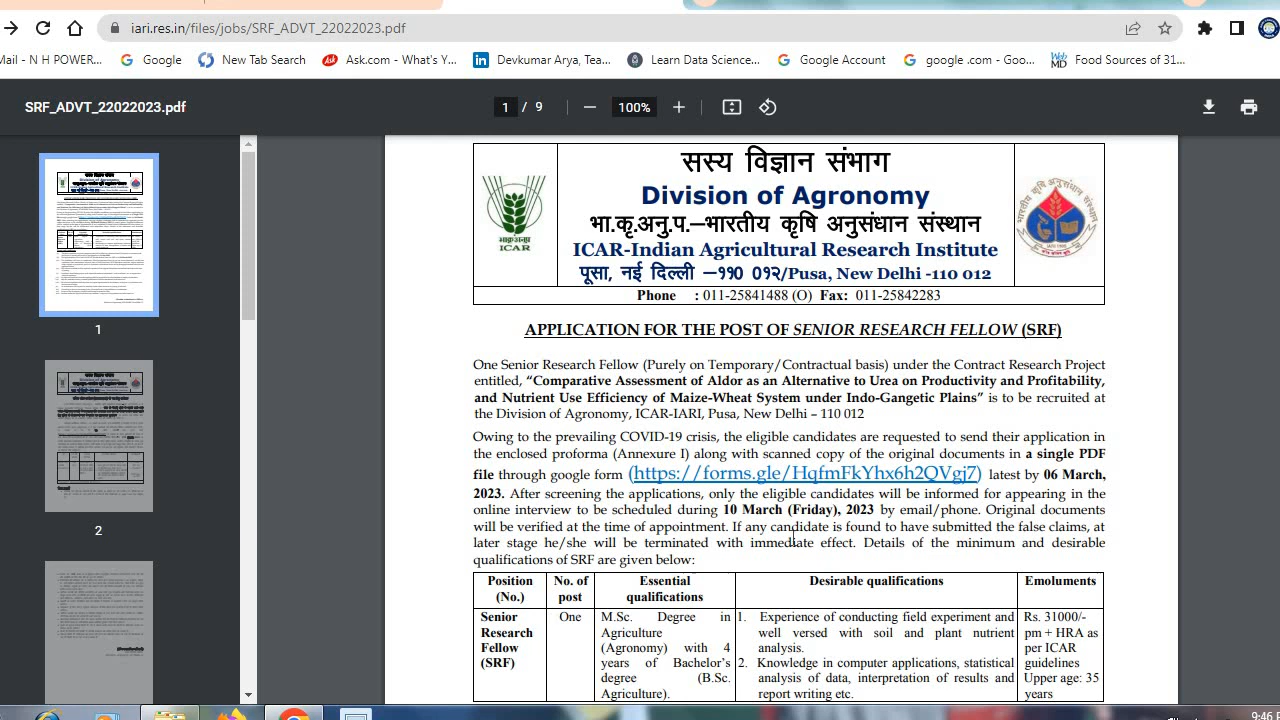 iari.res.in/files/jobs/SRF_ADVT_22022023.pdf
Mail - N H POWER... Google New Tab Search Ask.com - What's Y... Devkumar Arya, Tea... Learn Data Science... Google Account google .com - Goo... Food Sources of 31...
SRF_ADVT_22022023.pdf 1 / 9 100%
1
2
सस्य विज्ञान संभाग
Division of Agronomy
भा.कृ.अनु.प.–भारतीय कृषि अनुसंधान संस्थान
ICAR-Indian Agricultural Research Institute
पूसा, नई दिल्ली –११० ०१२/Pusa, New Delhi -110 012
ICAR
Phone : 011-25841488 (O) Fax: 011-25842283
APPLICATION FOR THE POST OF SENIOR RESEARCH FELLOW (SRF)
One Senior Research Fellow (Purely on Temporary/Contractual basis) under the Contract Research Project
entitled, “Comparative Assessment of Aldor as an Alternative to Urea on Productivity and Profitability,
and Nutrient Use Efficiency of Maize-Wheat System under Indo-Gangetic Plains” is to be recruited at
the Division of Agronomy, ICAR-IARI, Pusa, New Delhi – 110 012
Owing to the prevailing COVID-19 crisis, the eligible candidates are requested to send their application in
the enclosed proforma (Annexure I) along with scanned copy of the original documents in a single PDF
file through google form (https://forms.gle/HqfmFkYhx6h2QVgj7) latest by 06 March,
2023. After screening the applications, only the eligible candidates will be informed for appearing in the
online interview to be scheduled during 10 March (Friday), 2023 by email/phone. Original documents
will be verified at the time of appointment. If any candidate is found to have submitted the false claims, at
later stage he/she will be terminated with immediate effect. Details of the minimum and desirable
qualifications of SRF are given below:
Position (No.)
No. of post
Essential qualifications
Desirable qualifications
Emoluments
Senior
Research
Fellow
(SRF)
One
M.Sc. Degree in
Agriculture
(Agronomy) with 4
years of Bachelor’s
degree (B.Sc.
Agriculture).
1. Experience of conducting field experiment and
well versed with soil and plant nutrient
analysis.
2. Knowledge in computer applications, statistical
analysis of data, interpretation of results and
report writing etc.
Rs. 31000/-
pm + HRA as
per ICAR
guidelines
Upper age: 35
years